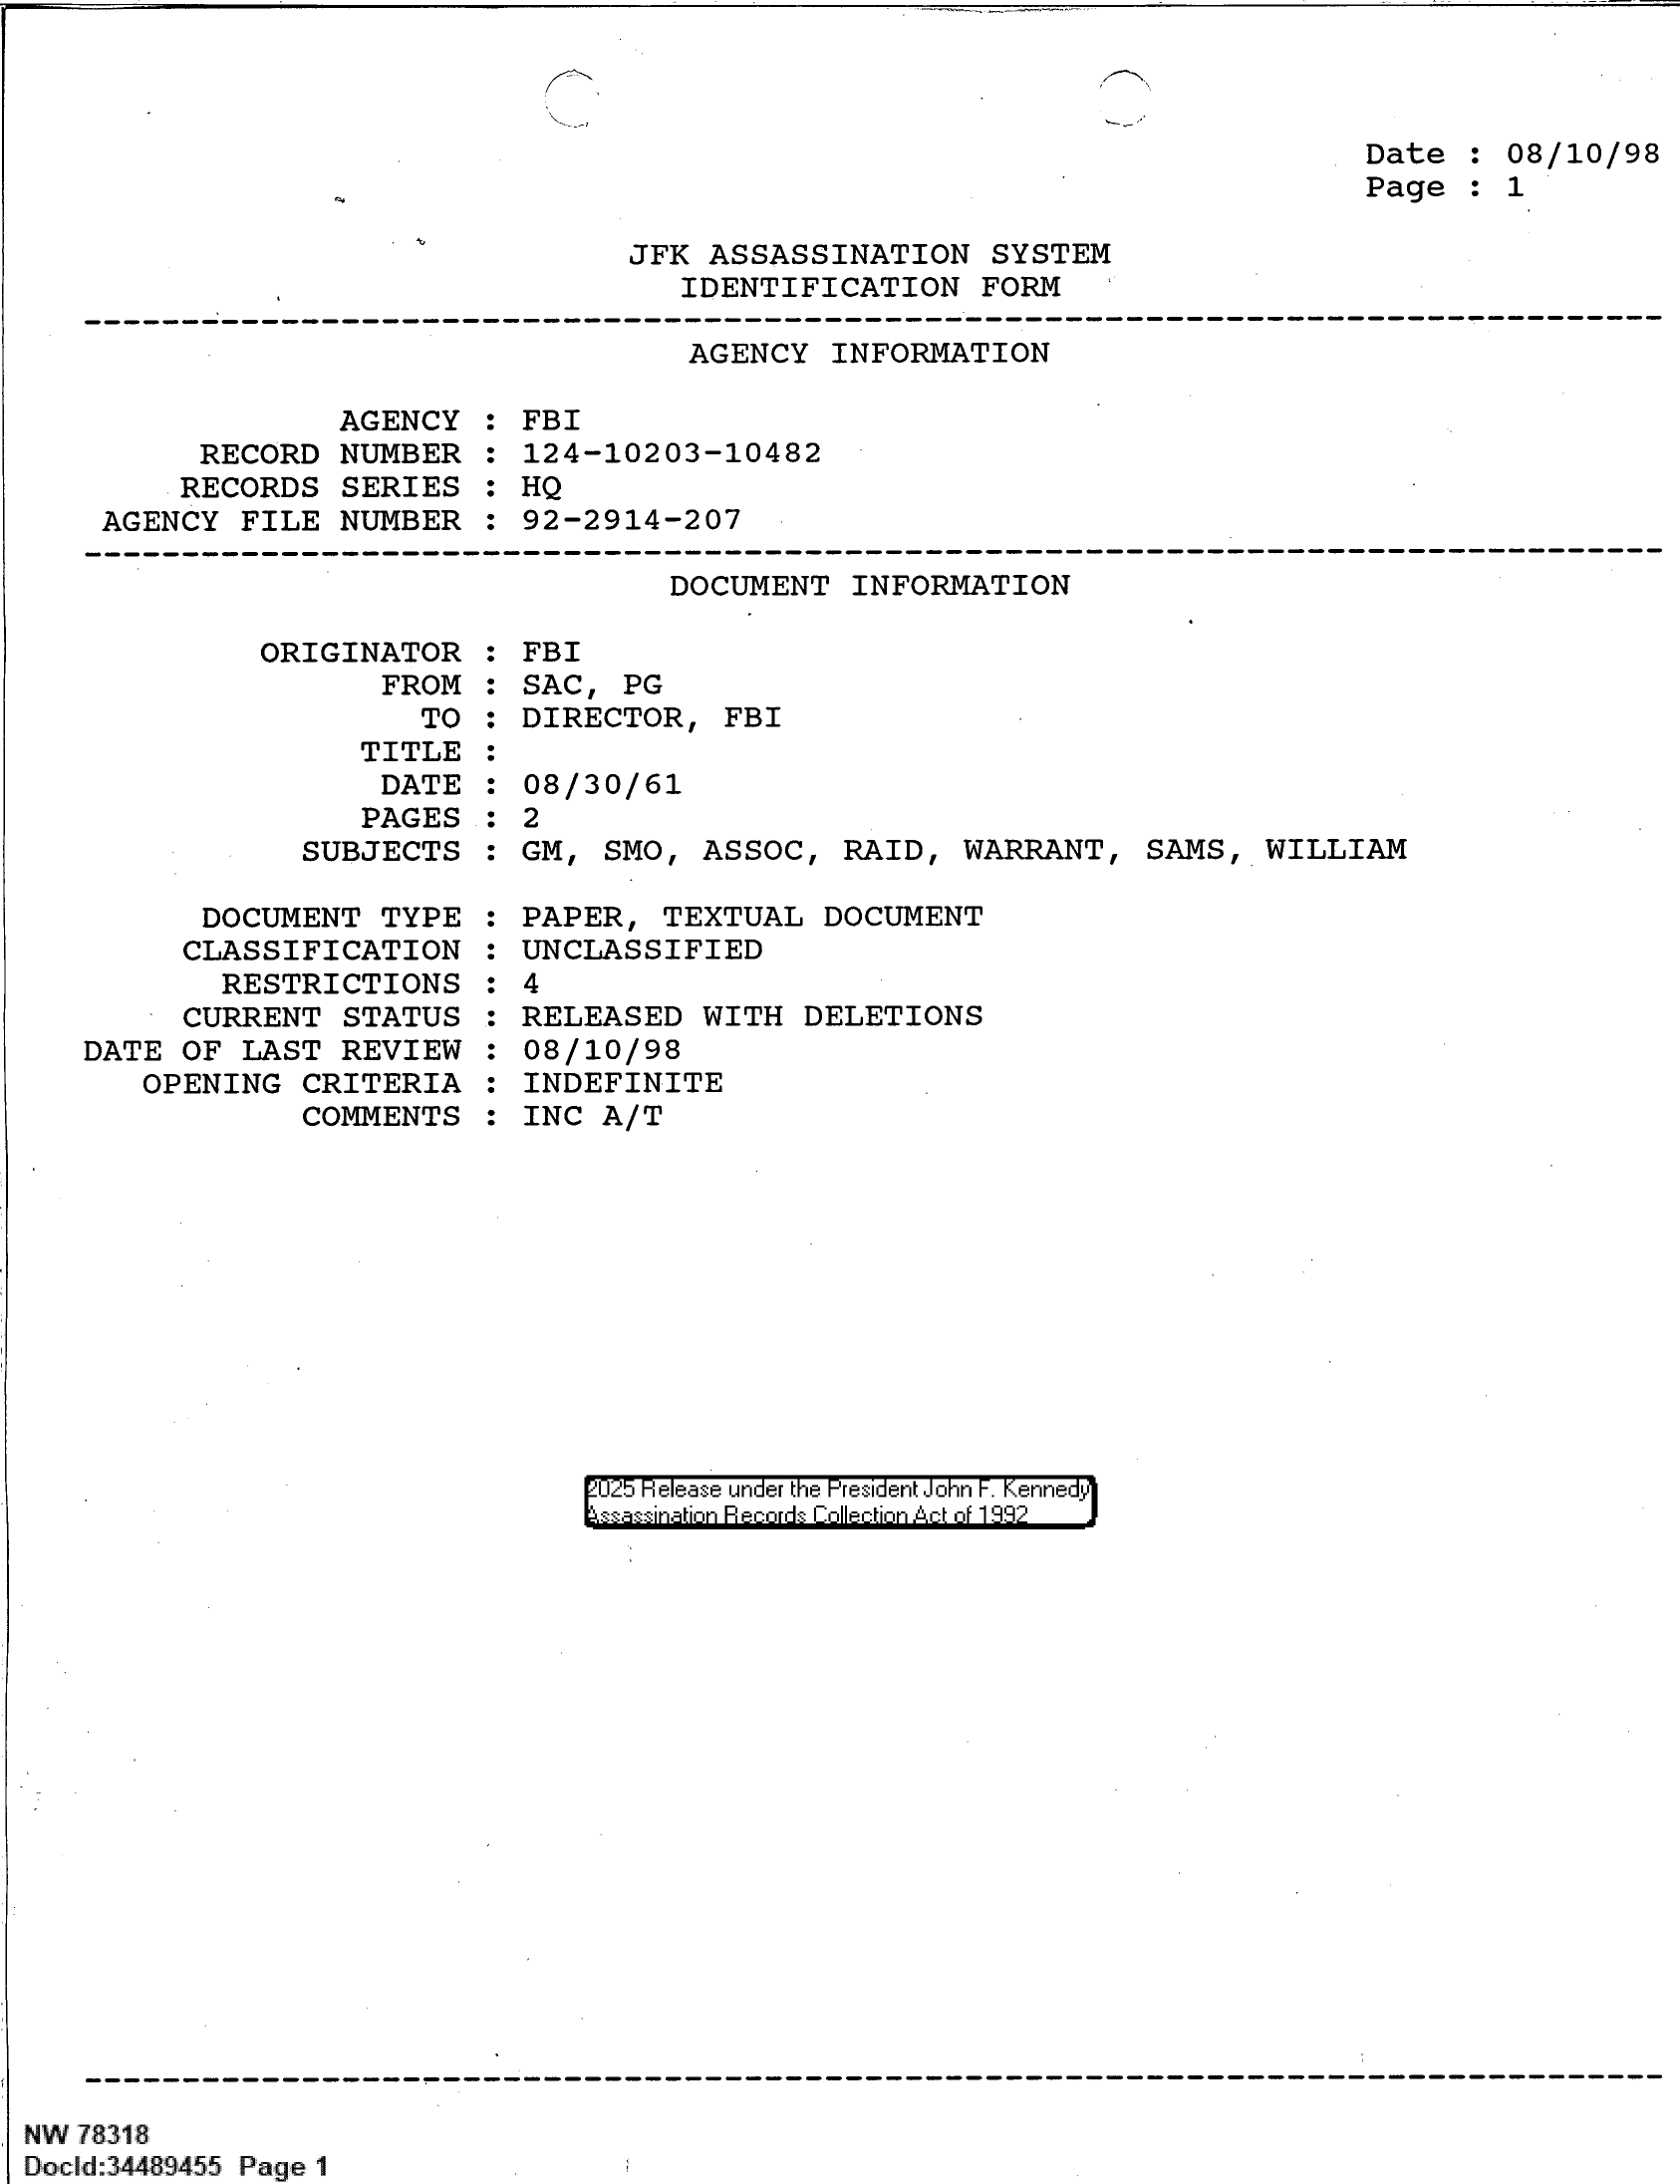 Date : 08/10/98
Page : 1
JFK ASSASSINATION SYSTEM
IDENTIFICATION FORM
--------------------------------------------------------------------------------
AGENCY INFORMATION
AGENCY : FBI
RECORD NUMBER : 124-10203-10482
RECORDS SERIES : HQ
AGENCY FILE NUMBER : 92-2914-207
--------------------------------------------------------------------------------
DOCUMENT INFORMATION
ORIGINATOR : FBI
FROM : SAC, PG
TO : DIRECTOR, FBI
TITLE :
DATE : 08/30/61
PAGES : 2
SUBJECTS : GM, SMO, ASSOC, RAID, WARRANT, SAMS, WILLIAM
DOCUMENT TYPE : PAPER, TEXTUAL DOCUMENT
CLASSIFICATION : UNCLASSIFIED
RESTRICTIONS : 4
CURRENT STATUS : RELEASED WITH DELETIONS
DATE OF LAST REVIEW : 08/10/98
OPENING CRITERIA : INDEFINITE
COMMENTS : INC A/T
2025 Release under the President John F. Kennedy
Assassination Records Collection Act of 1992
--------------------------------------------------------------------------------
NW 78318
DocId:34489455 Page 1